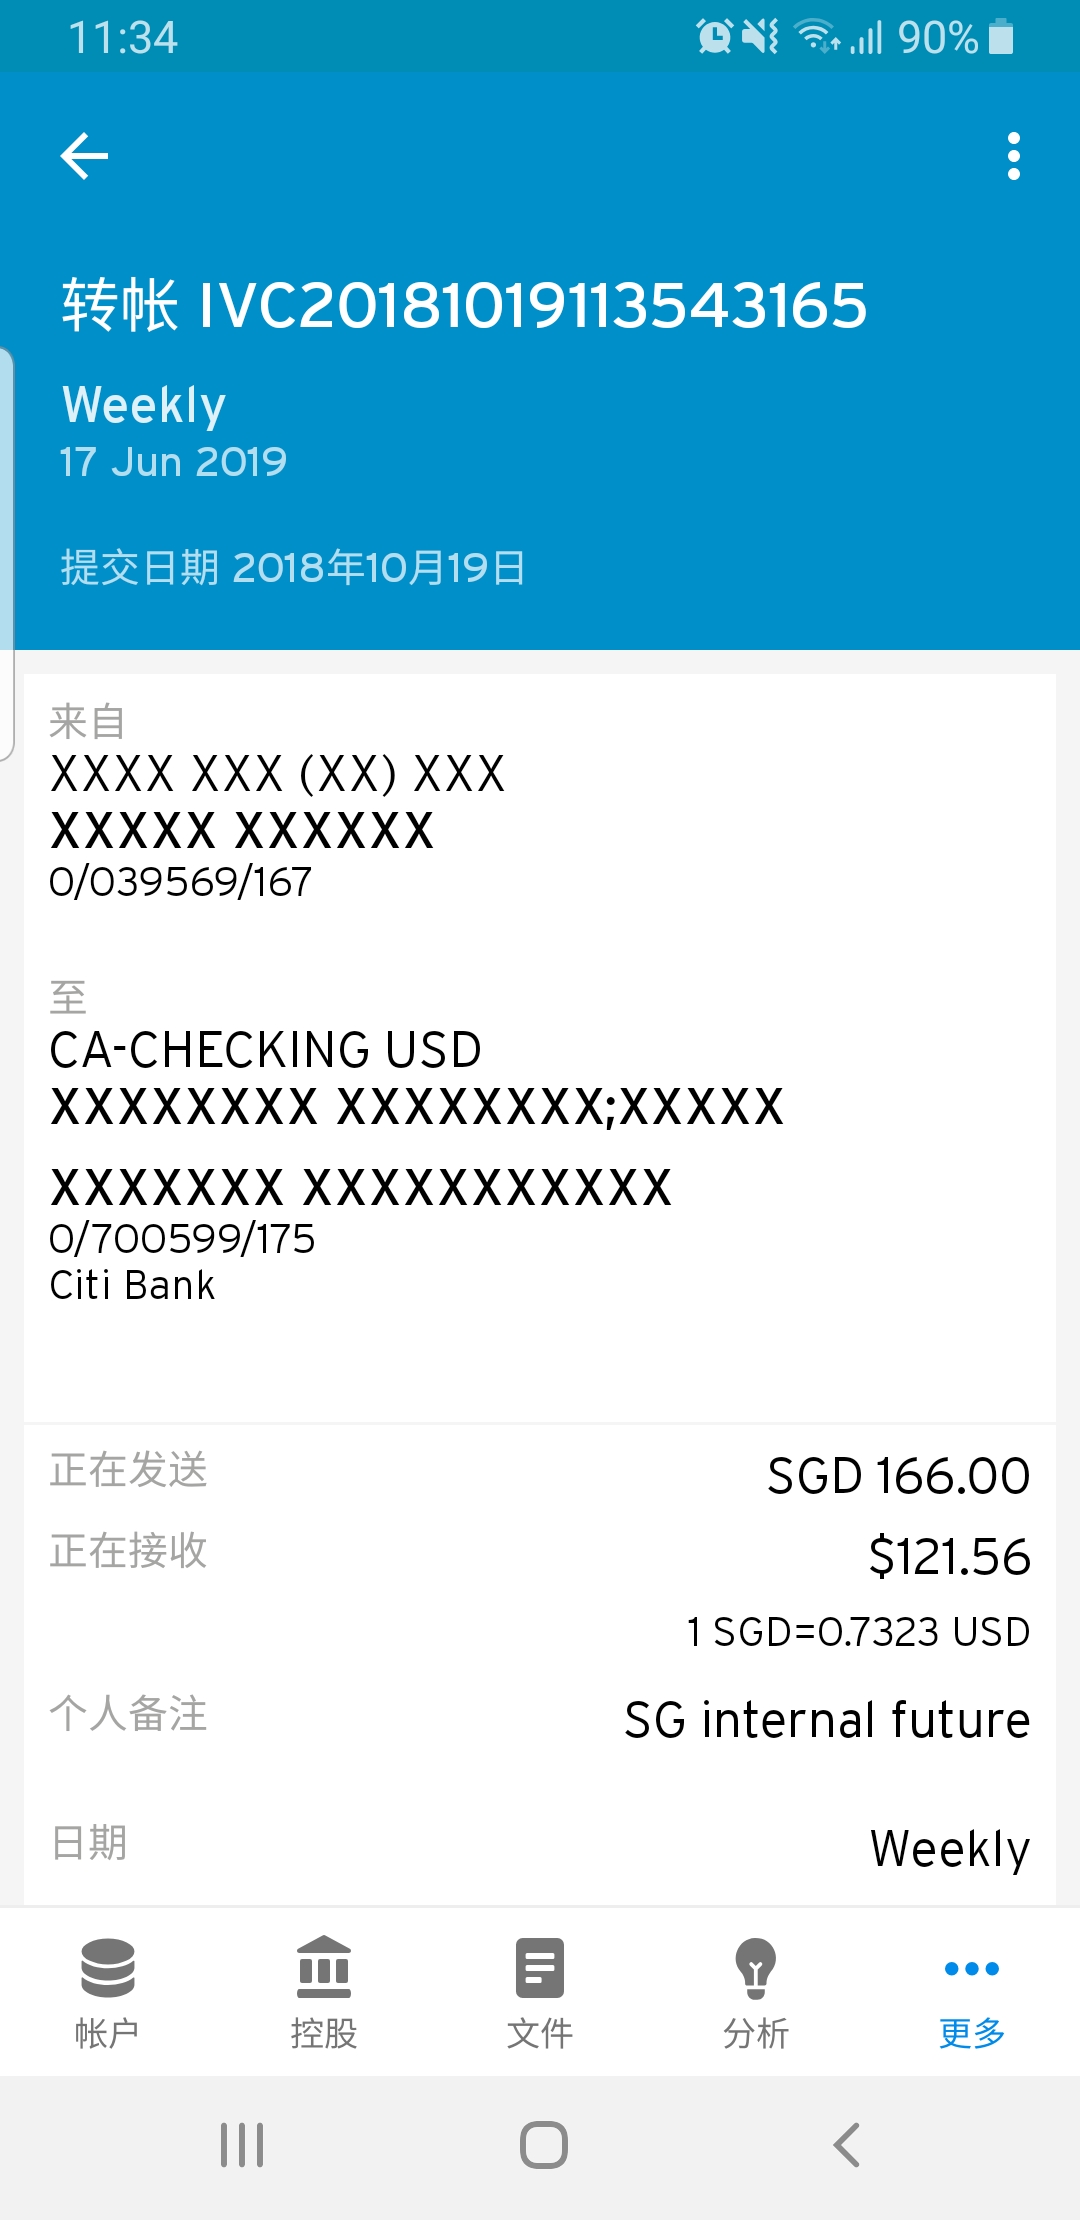 11:34
90%
转帐 IVC20181019113543165
Weekly
17 Jun 2019
提交日期 2018年10月19日
来自
XXXX XXX (XX) XXX
XXXXX XXXXXX
0/039569/167
至
CA-CHECKING USD
XXXXXXXX XXXXXXXX;XXXXX
XXXXXXX XXXXXXXXXXX
0/700599/175
Citi Bank
正在发送 SGD 166.00
正在接收 $121.56
1 SGD=0.7323 USD
个人备注 SG internal future
日期 Weekly
帐户 控股 文件 分析 更多